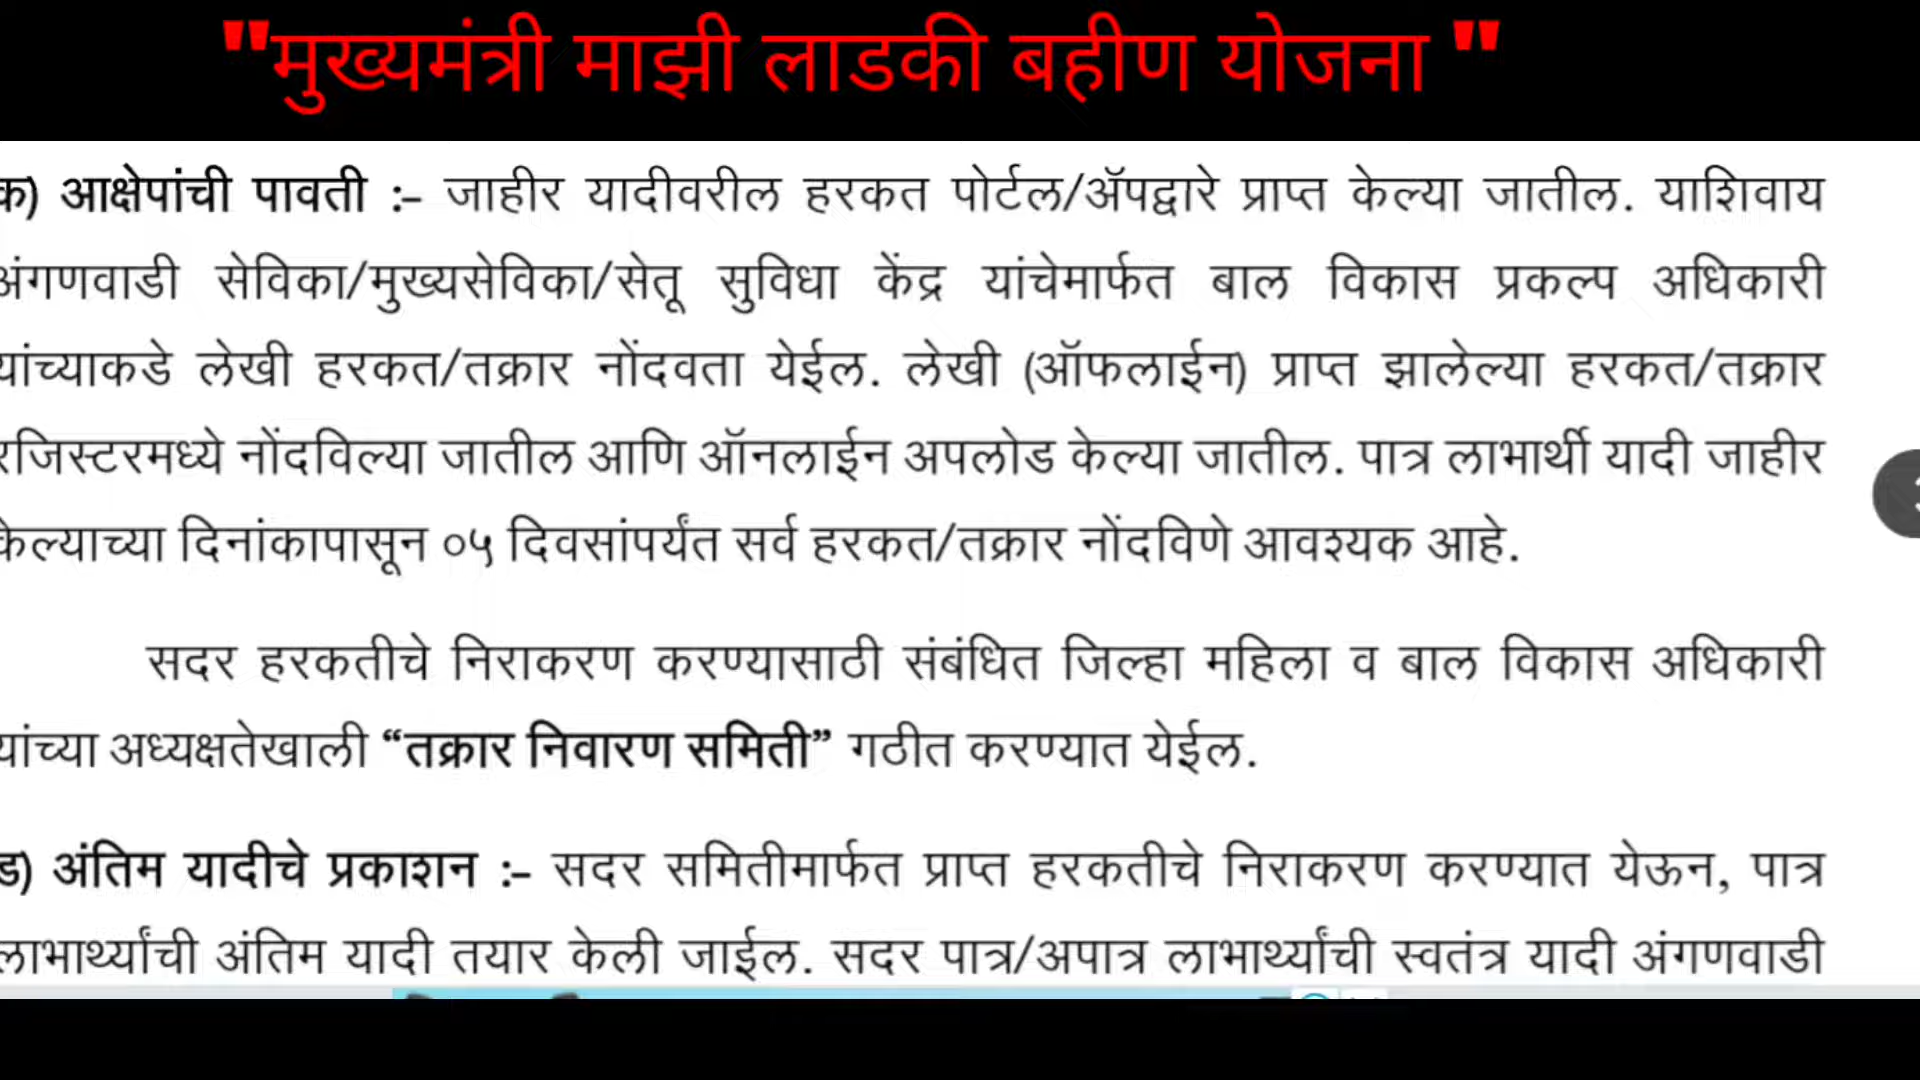 "मुख्यमंत्री माझी लाडकी बहीण योजना "
क) आक्षेपांची पावती :- जाहीर यादीवरील हरकत पोर्टल/ॲपद्वारे प्राप्त केल्या जातील. याशिवाय
अंगणवाडी सेविका/मुख्यसेविका/सेतू सुविधा केंद्र यांचेमार्फत बाल विकास प्रकल्प अधिकारी
यांच्याकडे लेखी हरकत/तक्रार नोंदवता येईल. लेखी (ऑफलाईन) प्राप्त झालेल्या हरकत/तक्रार
रजिस्टरमध्ये नोंदविल्या जातील आणि ऑनलाईन अपलोड केल्या जातील. पात्र लाभार्थी यादी जाहीर
केल्याच्या दिनांकापासून ०५ दिवसांपर्यंत सर्व हरकत/तक्रार नोंदविणे आवश्यक आहे.
सदर हरकतीचे निराकरण करण्यासाठी संबंधित जिल्हा महिला व बाल विकास अधिकारी
यांच्या अध्यक्षतेखाली “तक्रार निवारण समिती” गठीत करण्यात येईल.
ड) अंतिम यादीचे प्रकाशन :- सदर समितीमार्फत प्राप्त हरकतीचे निराकरण करण्यात येऊन, पात्र
लाभार्थ्यांची अंतिम यादी तयार केली जाईल. सदर पात्र/अपात्र लाभार्थ्यांची स्वतंत्र यादी अंगणवाडी